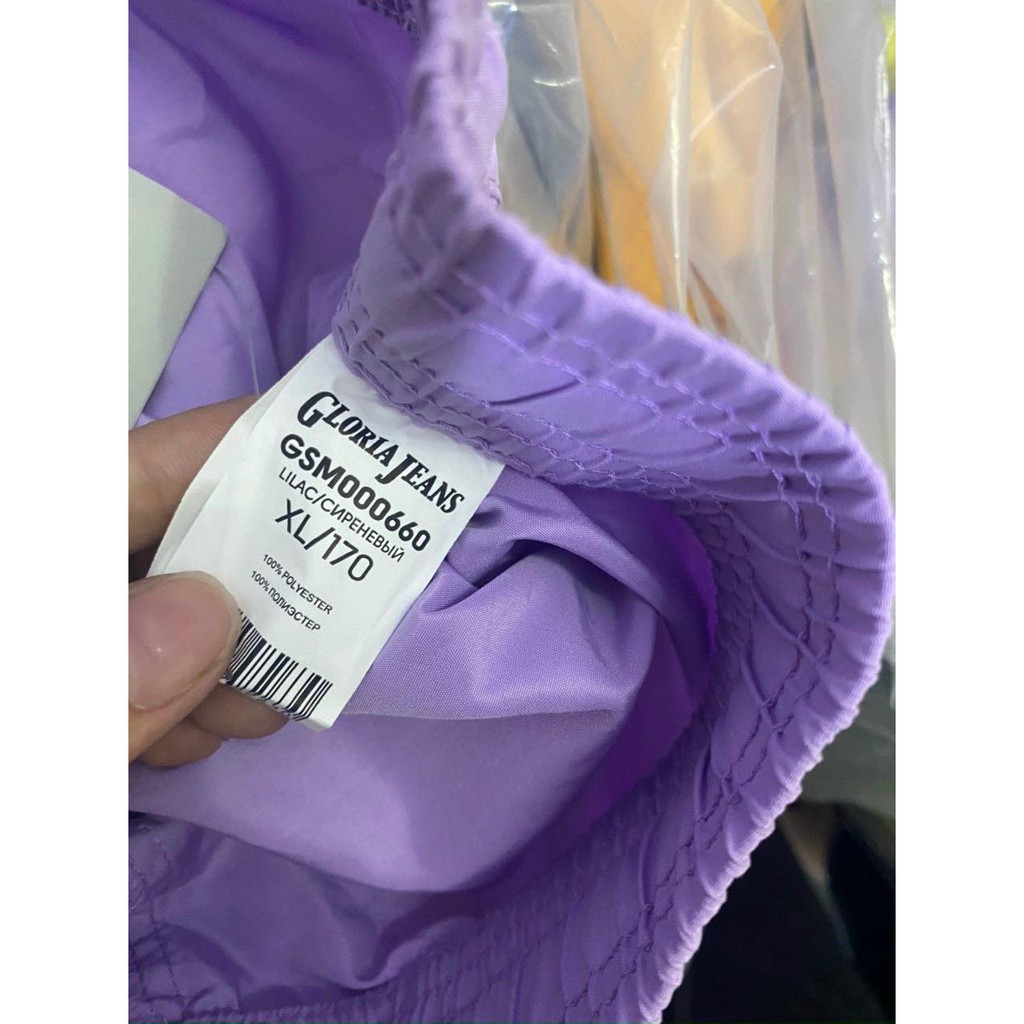 GLORIA JEANS
GSM000660
LILAC/СИРЕНЕВЫЙ
XL/170
100% POLYESTER
100% ПОЛИЭСТЕР